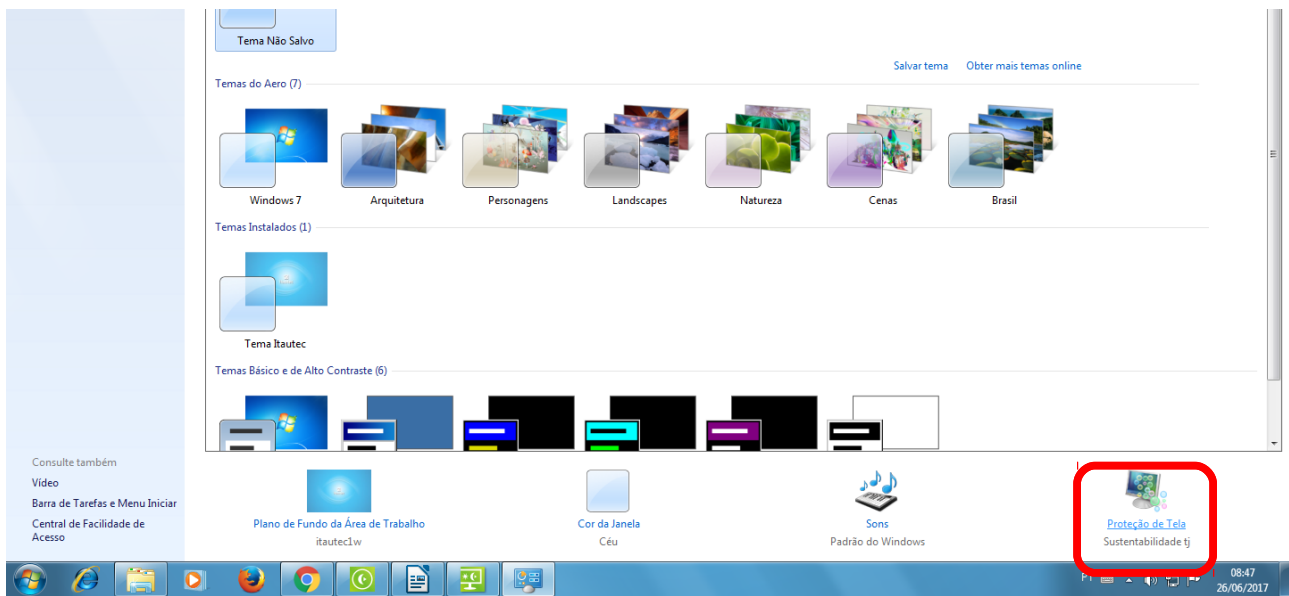 Tema Não Salvo
Salvar tema Obter mais temas online
Temas do Aero (7)
Windows 7 Arquitetura Personagens Landscapes Natureza Cenas Brasil
Temas Instalados (1)
Tema Itautec
Temas Básico e de Alto Contraste (6)
Consulte também
Vídeo
Barra de Tarefas e Menu Iniciar
Central de Facilidade de
Acesso
Plano de Fundo da Área de Trabalho
itautec1w
Cor da Janela
Céu
Sons
Padrão do Windows
Proteção de Tela
Sustentabilidade tj
PT
08:47
26/06/2017